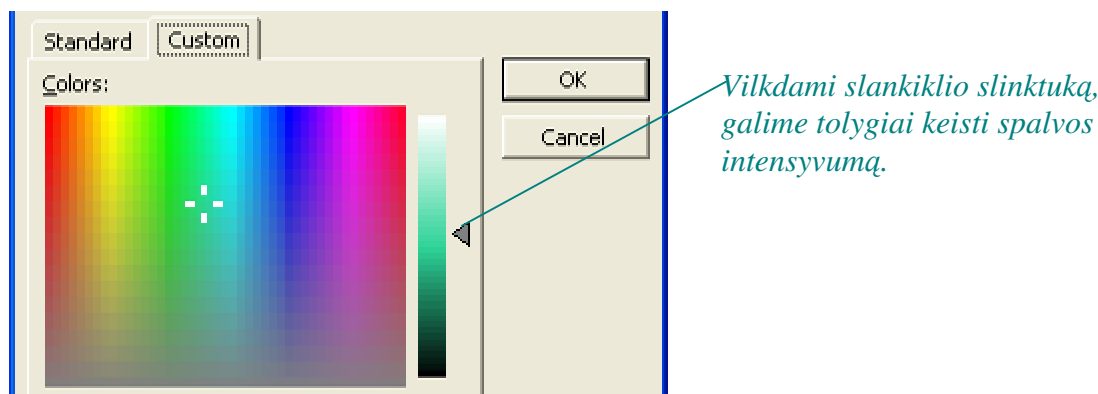 Standard Custom
Colors:
OK
Cancel
Vilkdami slankiklio slinktuką,
galime tolygiai keisti spalvos
intensyvumą.